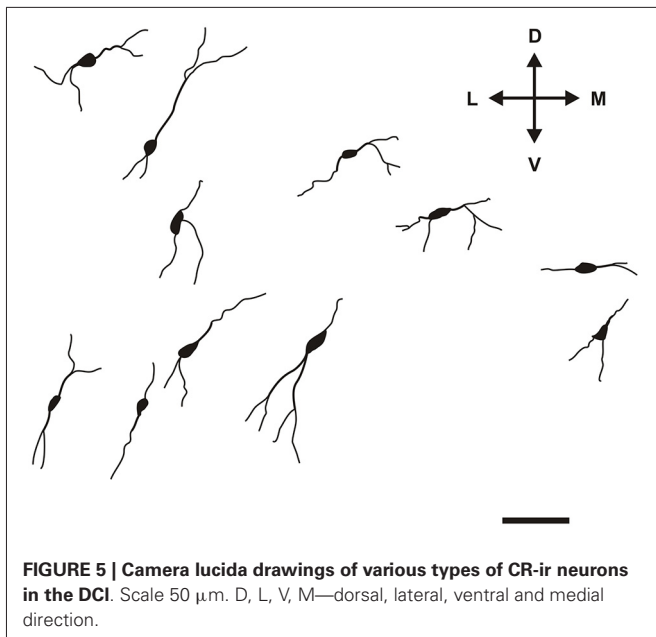 D
L M
V
FIGURE 5 | Camera lucida drawings of various types of CR-ir neurons
in the DCI. Scale 50 μm. D, L, V, M—dorsal, lateral, ventral and medial
direction.